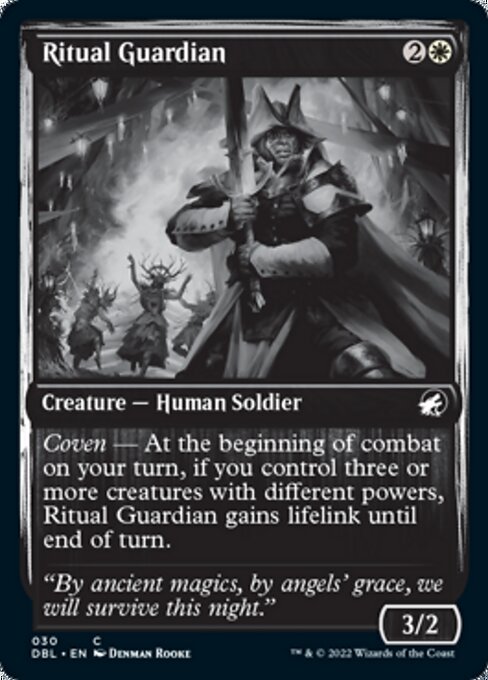 Ritual Guardian 2
Creature — Human Soldier
Coven — At the beginning of combat
on your turn, if you control three or
more creatures with different powers,
Ritual Guardian gains lifelink until
end of turn.
“By ancient magics, by angels’ grace, we
will survive this night.”
3/2
030 C
DBL • EN Denman Rooke
™ & © 2022 Wizards of the Coast